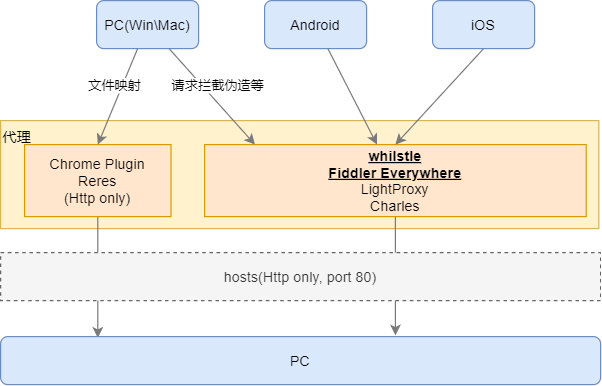 PC(Win\Mac)
Android
iOS
文件映射
请求拦截伪造等
代理
Chrome Plugin
Reres
(Http only)
whilstle
Fiddler Everywhere
LightProxy
Charles
hosts(Http only, port 80)
PC